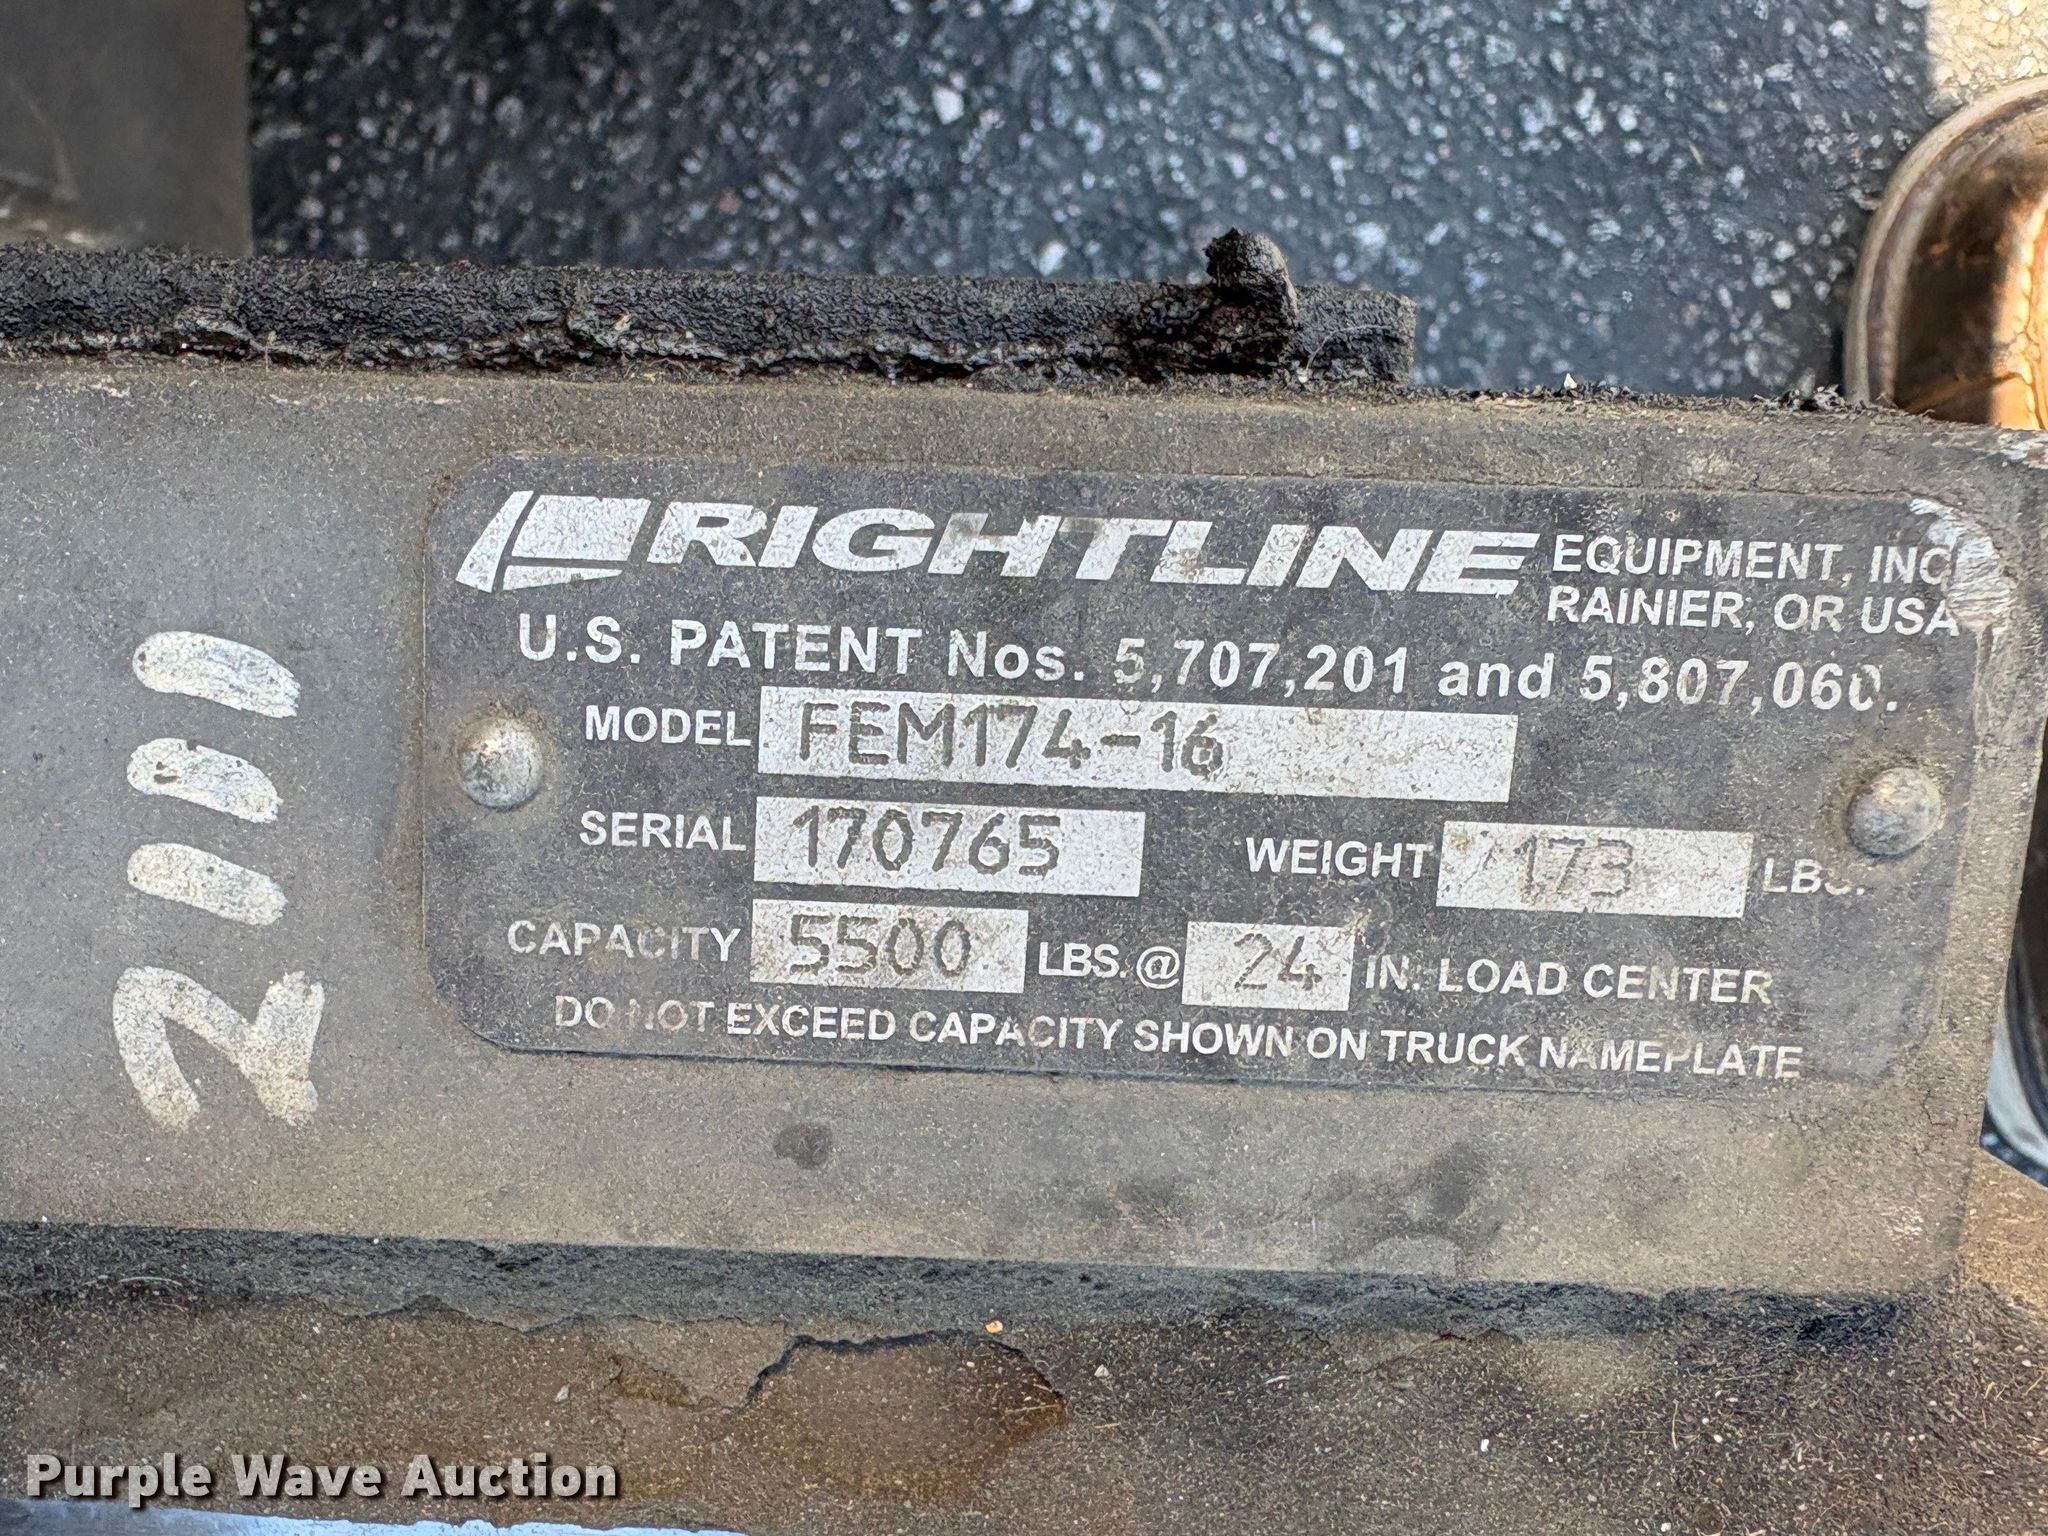 RIGHTLINE EQUIPMENT, INC
RAINIER, OR USA
U.S. PATENT Nos. 5,707,201 and 5,807,060.
MODEL FEM174-16
SERIAL 170765 WEIGHT 173 LBS.
CAPACITY 5500 LBS. @ 24 IN. LOAD CENTER
DO NOT EXCEED CAPACITY SHOWN ON TRUCK NAMEPLATE
2111
Purple Wave Auction